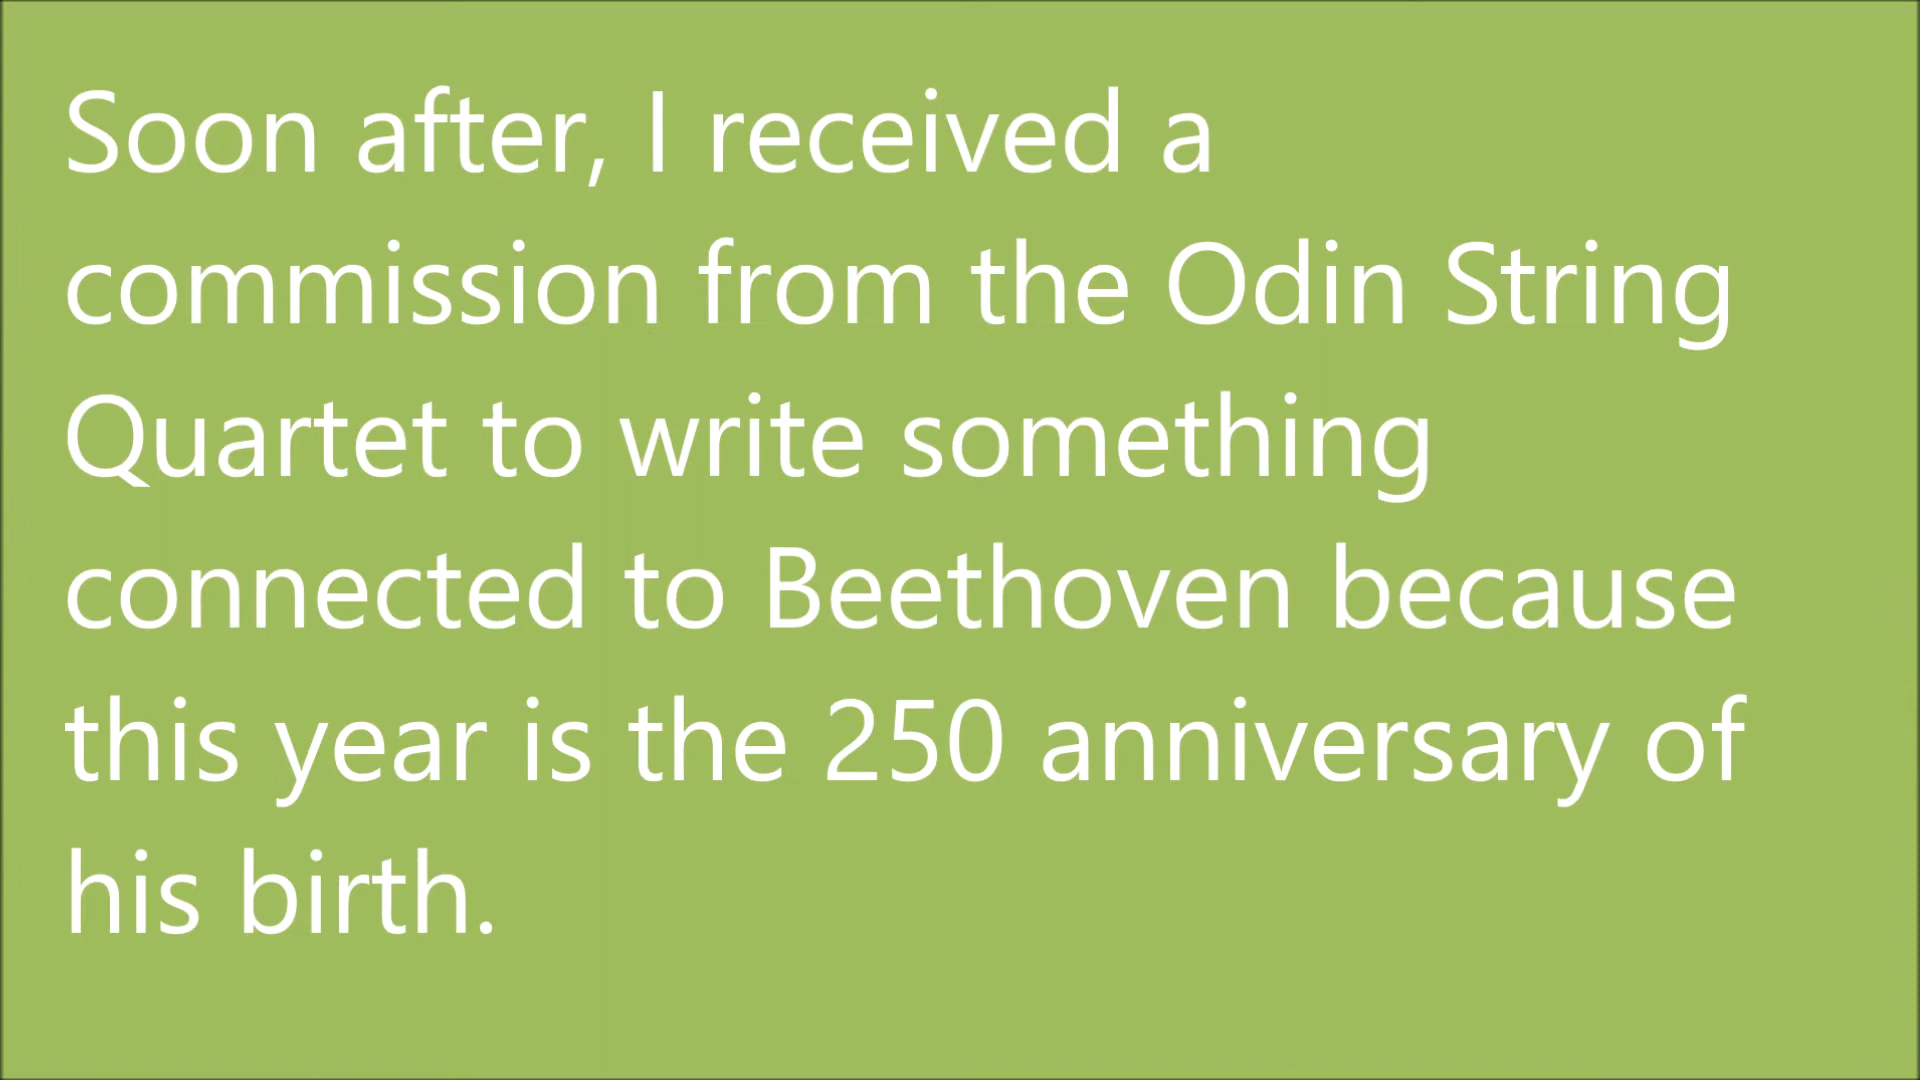 Soon after, I received a
commission from the Odin String
Quartet to write something
connected to Beethoven because
this year is the 250 anniversary of
his birth.